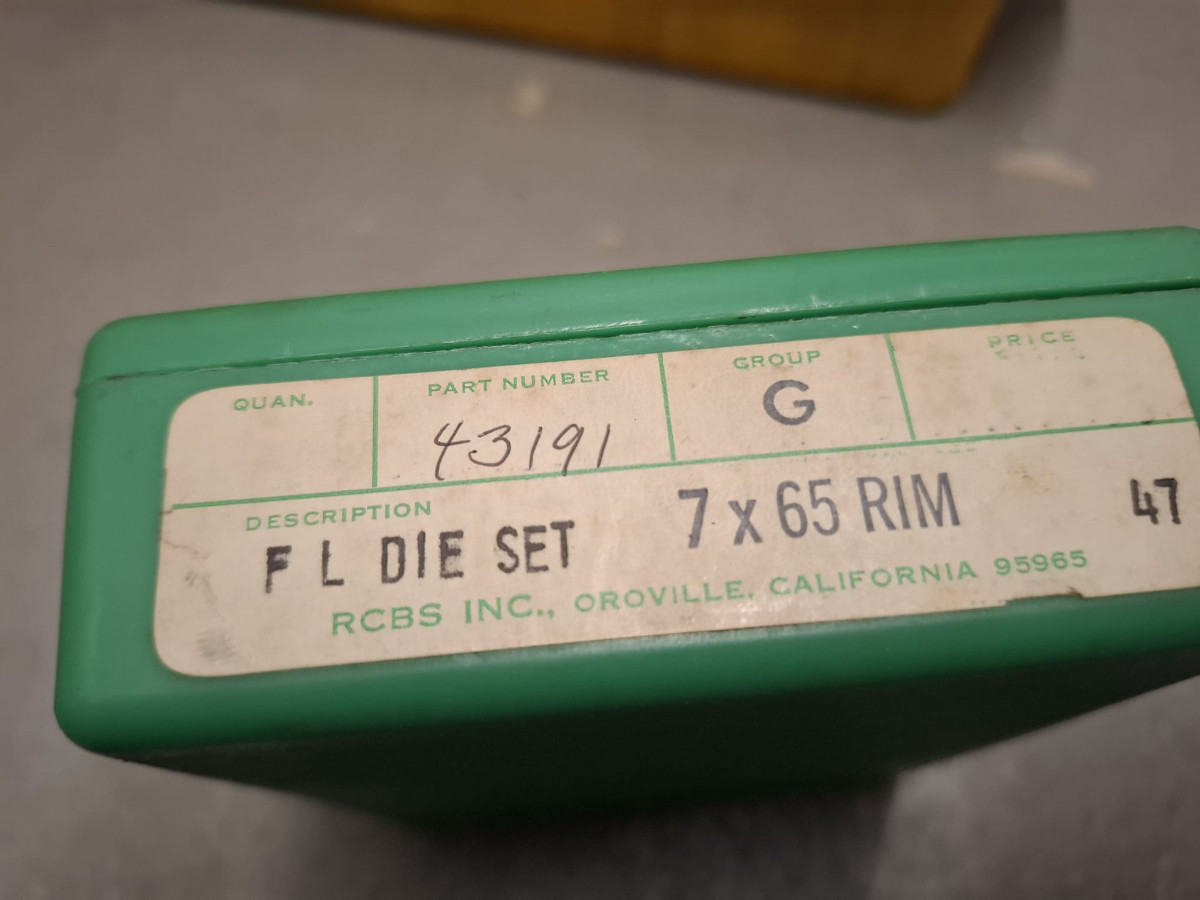 QUAN. PART NUMBER GROUP PRICE
43191 G
DESCRIPTION
F L DIE SET 7 x 65 RIM 47
RCBS INC., OROVILLE, CALIFORNIA 95965